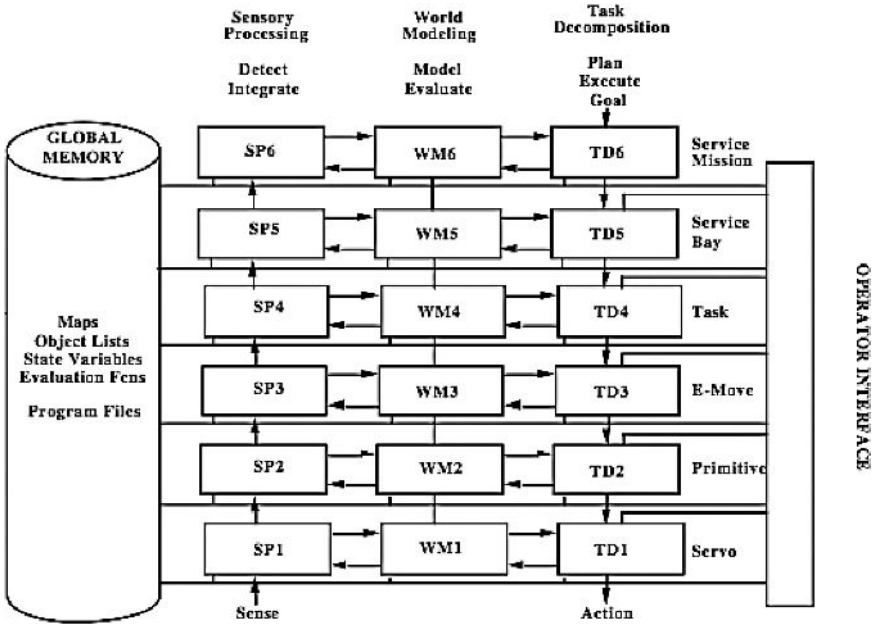 Sensory
Processing
World
Modeling
Task
Decomposition
Detect
Integrate
Model
Evaluate
Plan
Execute
Goal
GLOBAL
MEMORY
SP6
WM6
TD6
Service
Mission
SP5
WM5
TD5
Service
Bay
SP4
WM4
TD4
Task
Maps
Object Lists
State Variables
Evaluation Fcns
Program Files
SP3
WM3
TD3
E-Move
SP2
WM2
TD2
Primitive
SP1
WM1
TD1
Servo
Sense
Action
OPERATOR INTERFACE